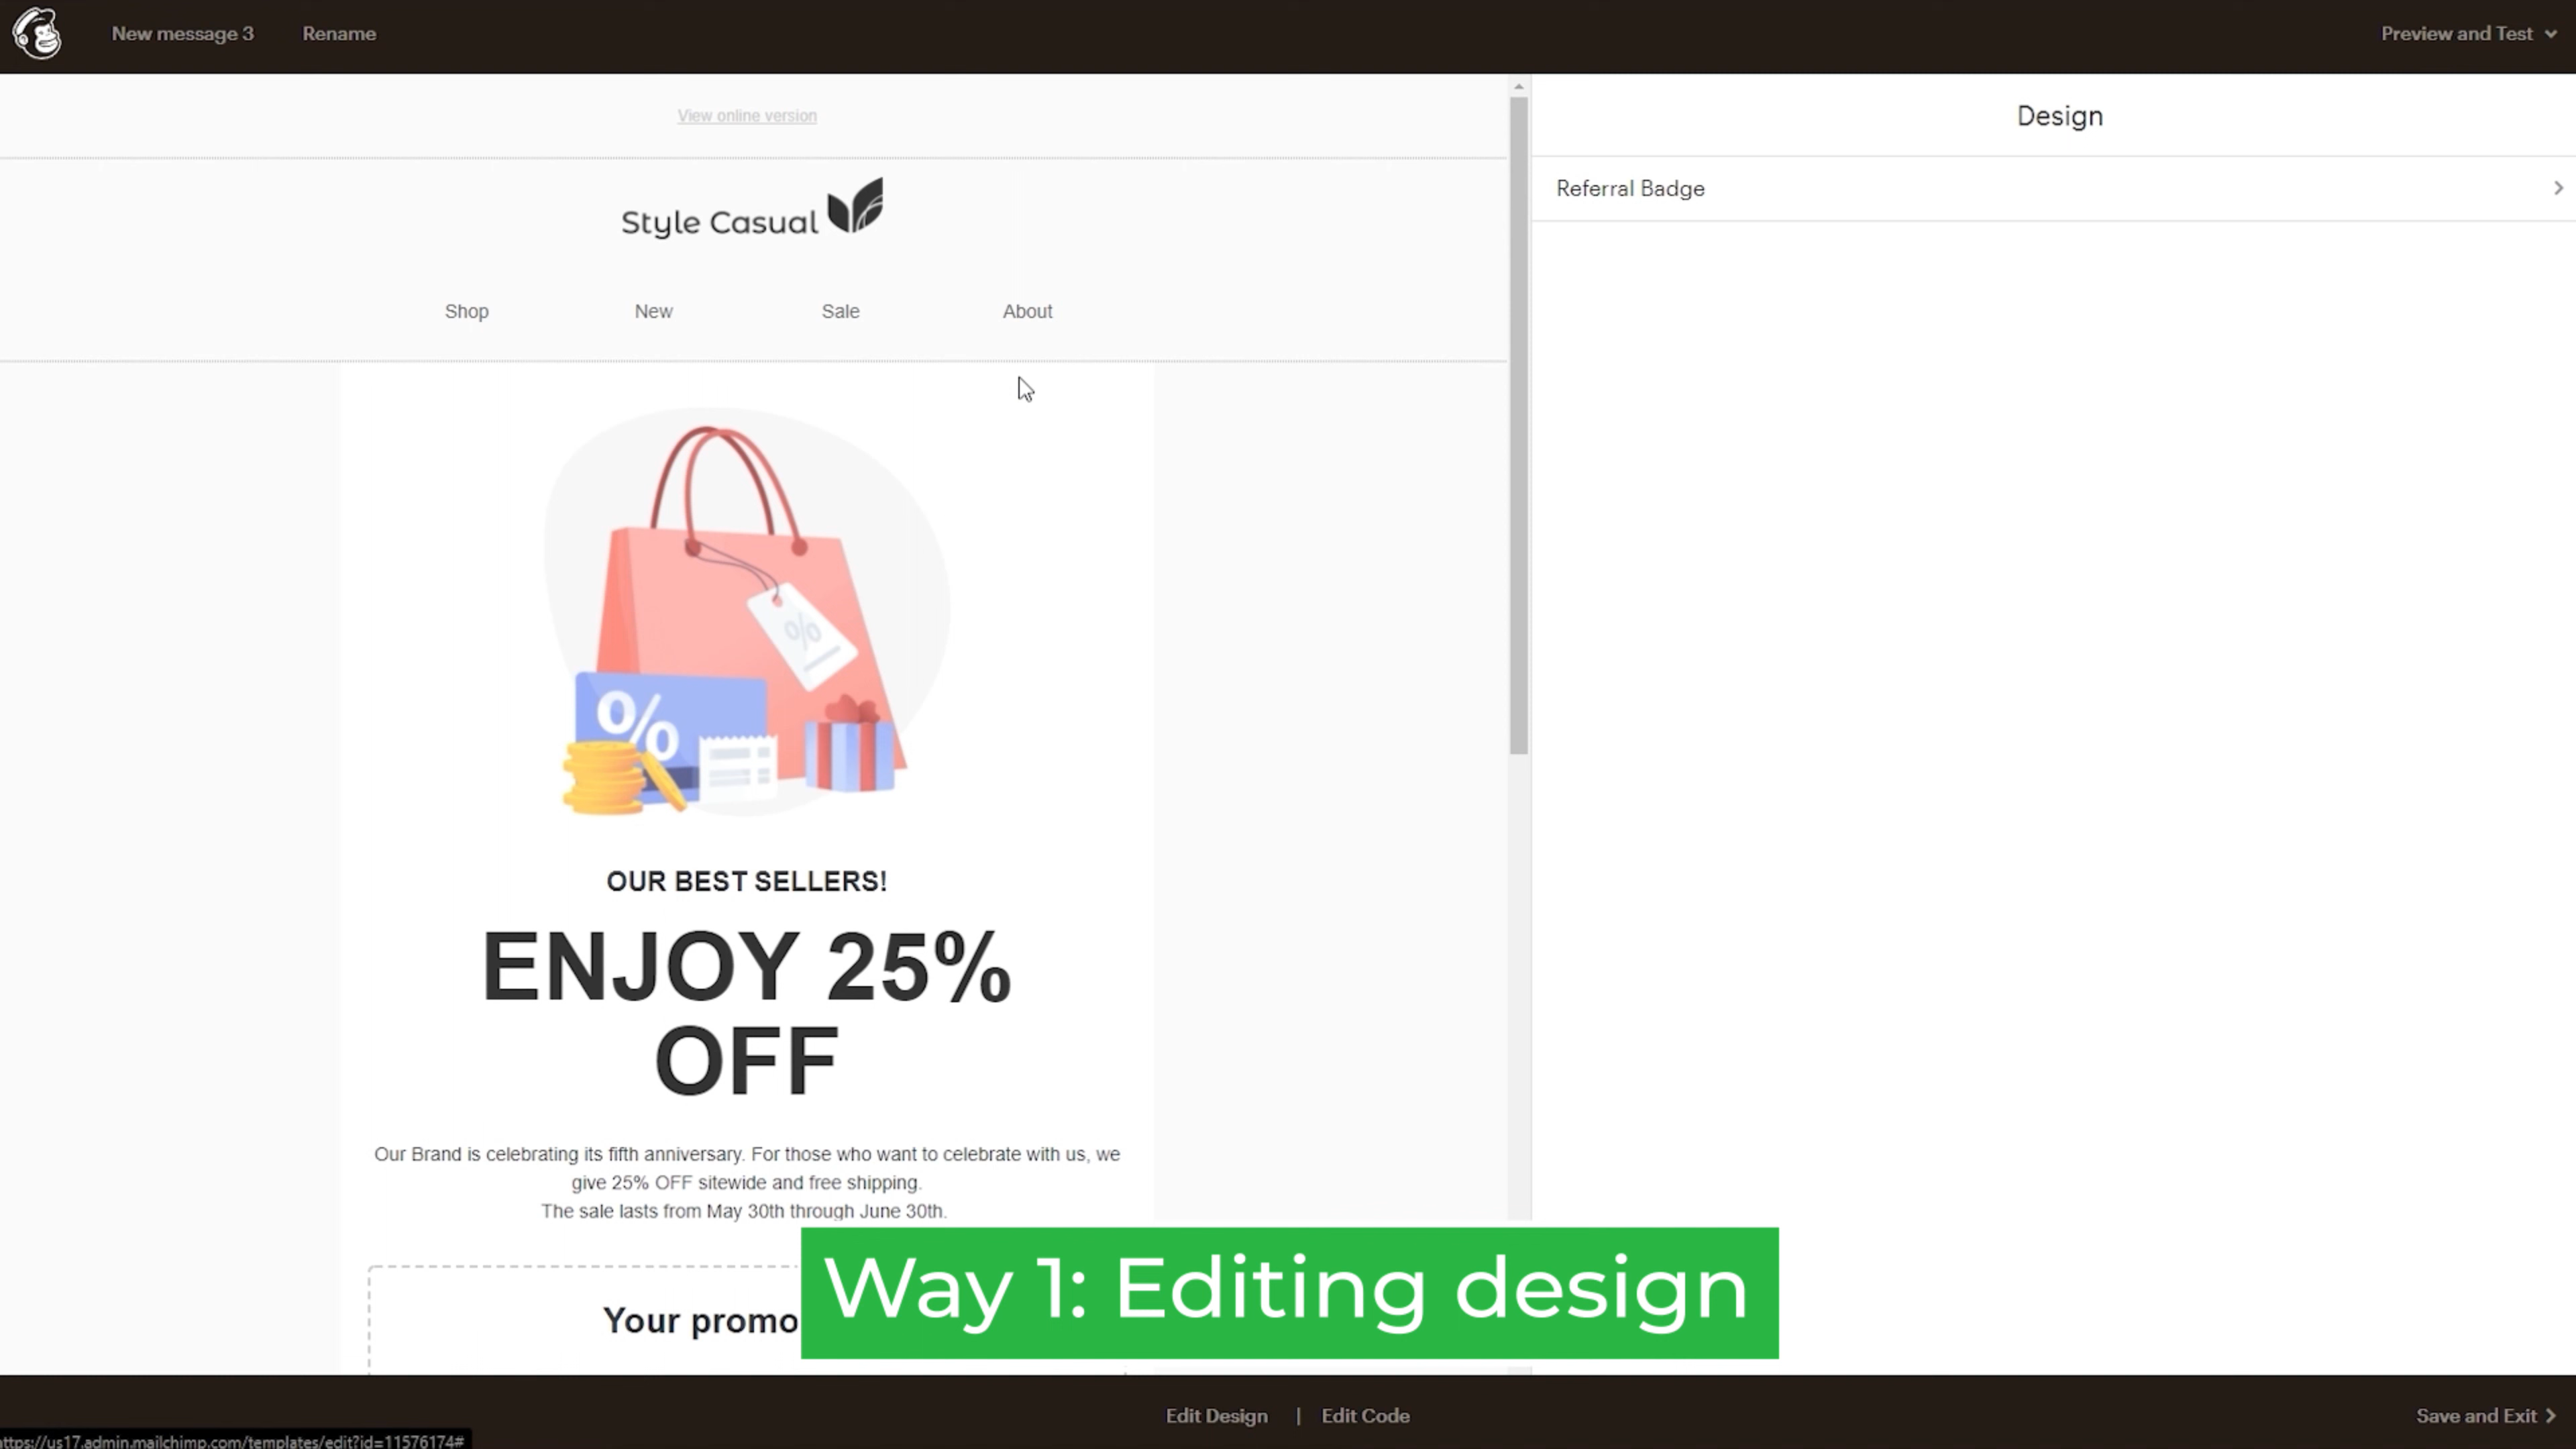 New message 3 Rename Preview and Test
View online version
Design
Referral Badge
Style Casual
Shop New Sale About
%
%
OUR BEST SELLERS!
ENJOY 25%
OFF
Our Brand is celebrating its fifth anniversary. For those who want to celebrate with us, we
give 25% OFF sitewide and free shipping.
The sale lasts from May 30th through June 30th.
Your promo
Way 1: Editing design
Edit Design | Edit Code
Save and Exit
https://us17.admin.mailchimp.com/templates/edit?id=11576174#